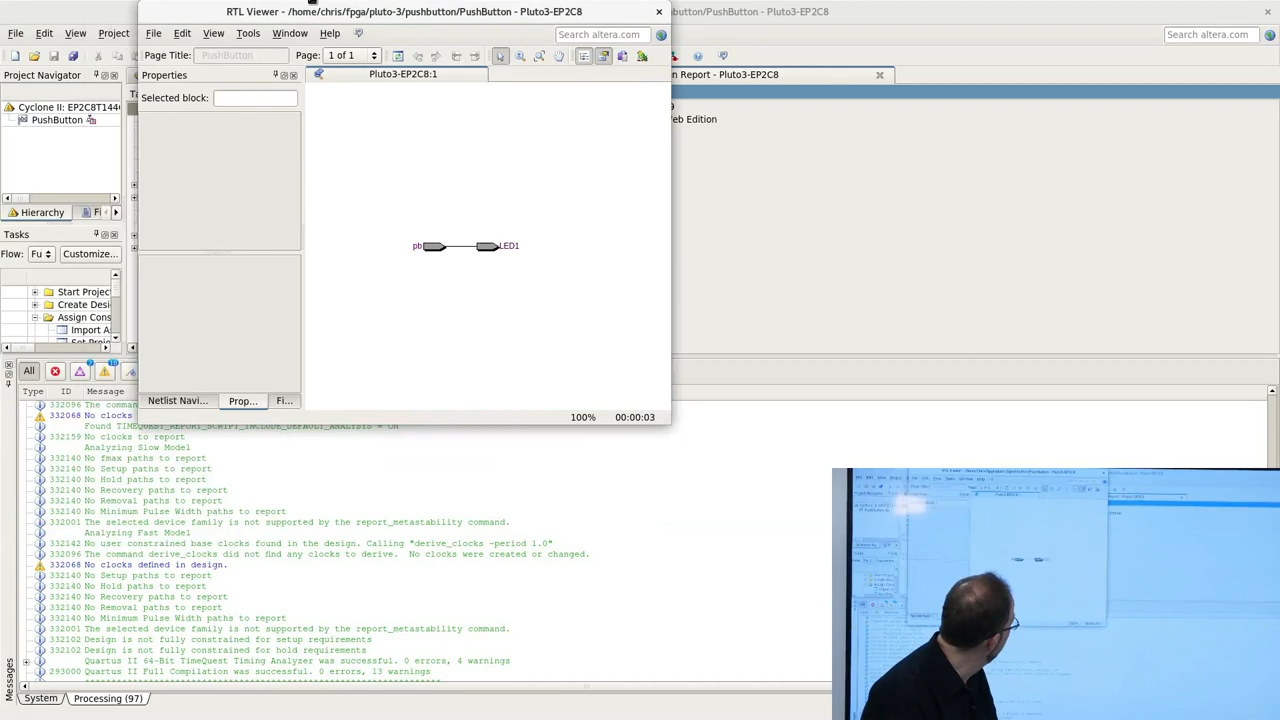 RTL Viewer - /home/chris/fpga/pluto-3/pushbutton/PushButton - Pluto3-EP2C8
button/PushButton - Pluto3-EP2C8
File Edit View Project
File Edit View Tools Window Help
Search altera.com
Search altera.com
Page Title: PushButton Page: 1 of 1
Project Navigator
Properties
Pluto3-EP2C8:1
n Report - Pluto3-EP2C8
Selected block:
Cyclone II: EP2C8T144
PushButton
9
eb Edition
Hierarchy
Fi
Tasks
Flow: Fu Customize...
pb LED1
Start Projec
Create Desi
Assign Cons
Import As
Netlist Navi... Prop... Fi...
100% 00:00:03
All
Type ID Message
332096 The comm
332068 No clocks
Found TIMEQUEST_REPORT_SCRIPT_INCLUDE_DEFAULT_ANALYSIS = ON
332159 No clocks to report
Analyzing Slow Model
332140 No fmax paths to report
332140 No Setup paths to report
332140 No Hold paths to report
332140 No Recovery paths to report
332140 No Removal paths to report
332140 No Minimum Pulse Width paths to report
332001 The selected device family is not supported by the report_metastability command.
Analyzing Fast Model
332142 No user constrained base clocks found in the design. Calling "derive_clocks -period 1.0"
332096 The command derive_clocks did not find any clocks to derive. No clocks were created or changed.
332068 No clocks defined in design.
332140 No Setup paths to report
332140 No Hold paths to report
332140 No Recovery paths to report
332140 No Removal paths to report
332140 No Minimum Pulse Width paths to report
332001 The selected device family is not supported by the report_metastability command.
332102 Design is not fully constrained for setup requirements
332102 Design is not fully constrained for hold requirements
Quartus II 64-Bit TimeQuest Timing Analyzer was successful. 0 errors, 4 warnings
293000 Quartus II Full Compilation was successful. 0 errors, 13 warnings
Messages
System Processing (97)